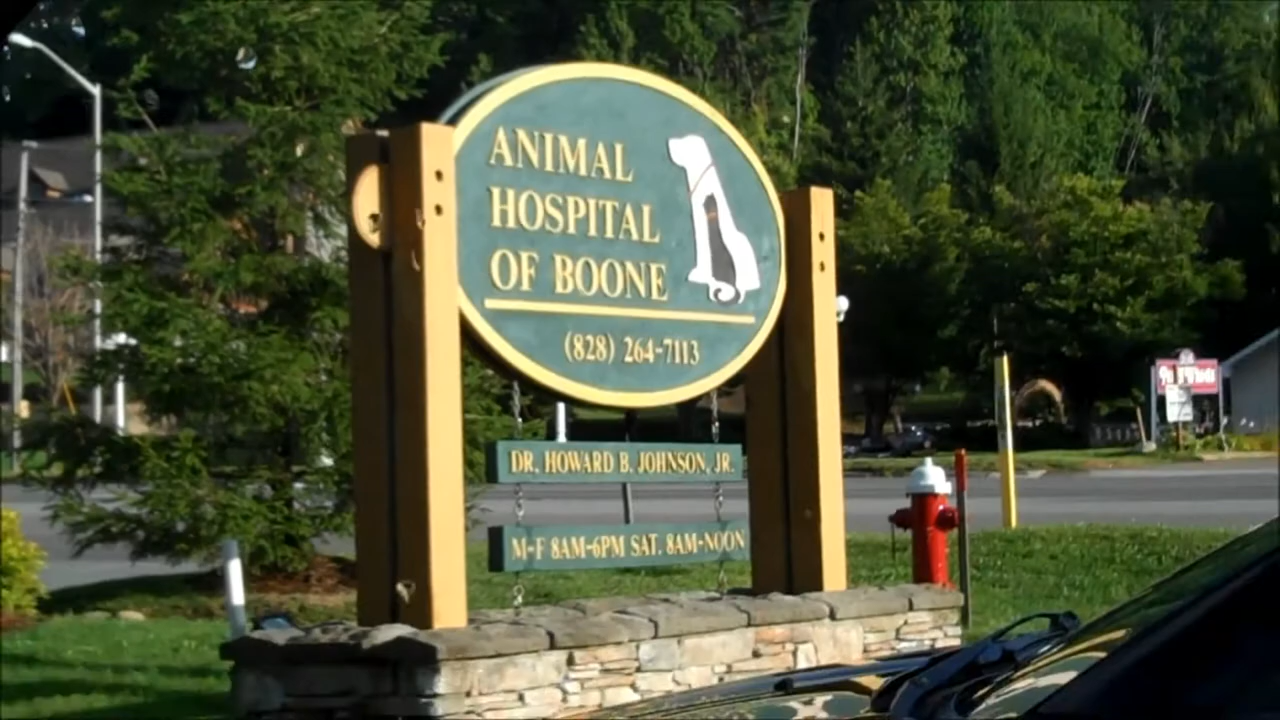 ANIMAL
HOSPITAL
OF BOONE
(828) 264-7113
DR. HOWARD B. JOHNSON, JR.
M-F 8AM-6PM SAT. 8AM-NOON